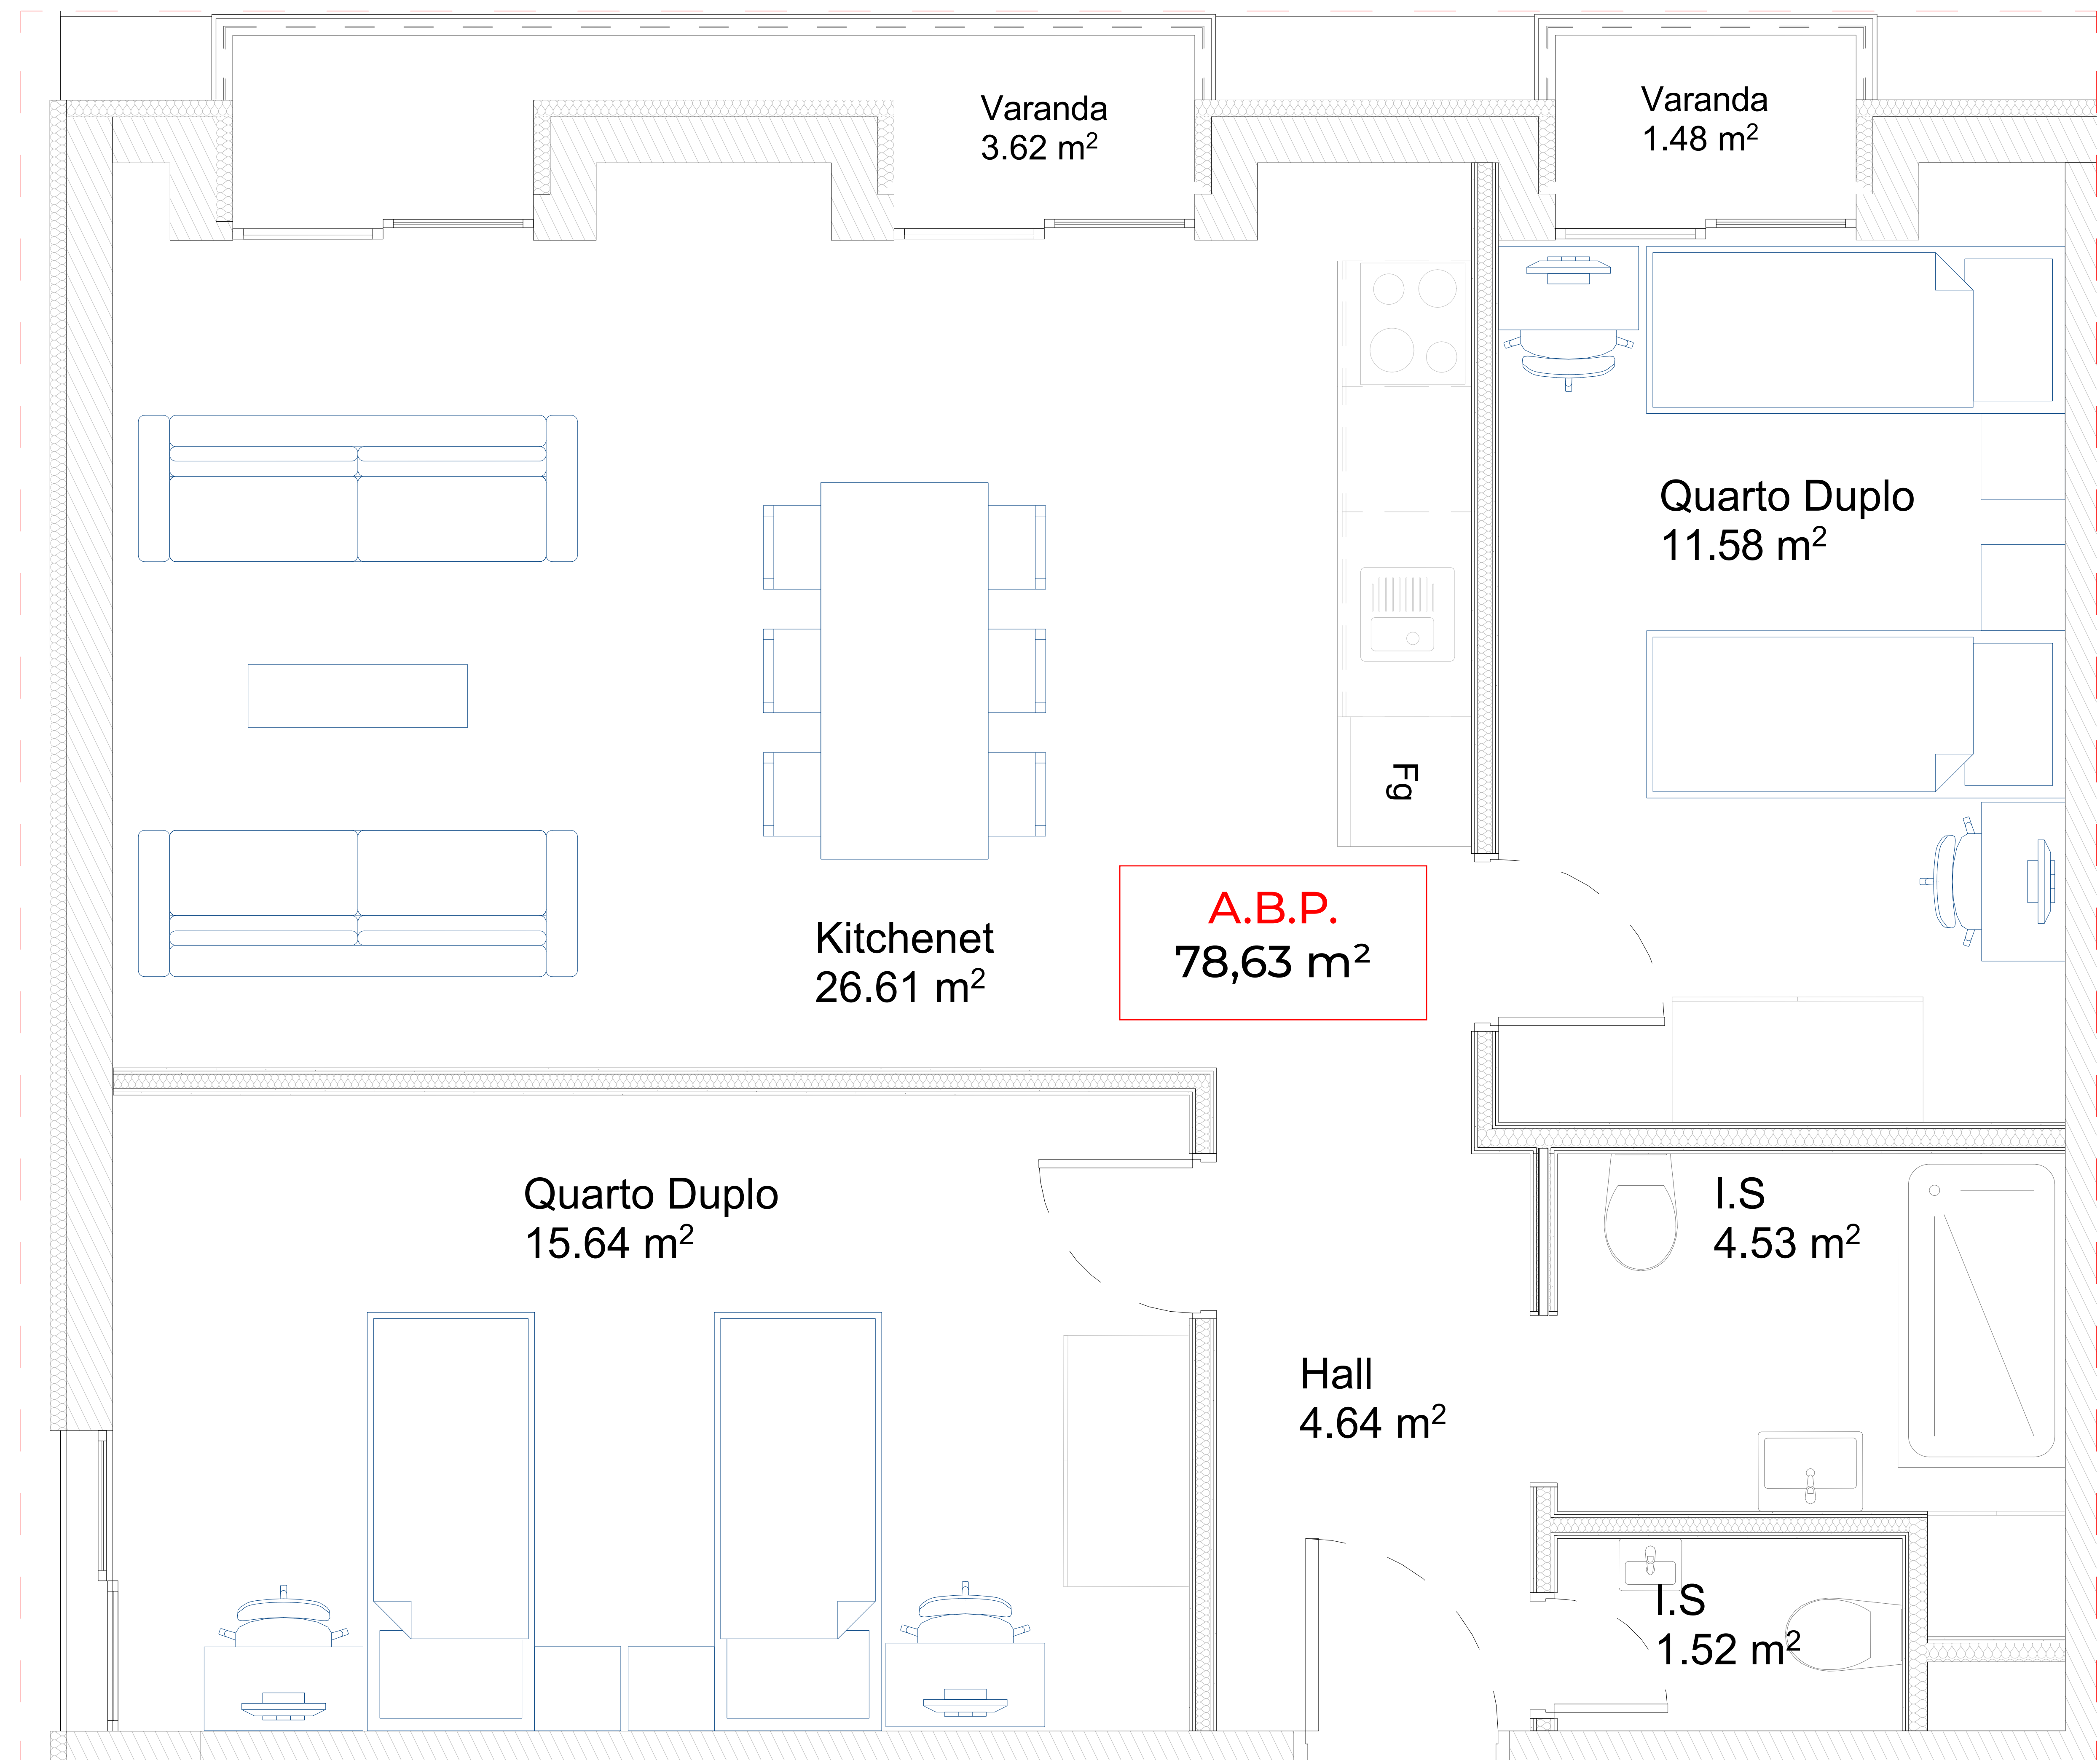 Varanda
3.62 m²
Varanda
1.48 m²
Quarto Duplo
11.58 m²
Fg
A.B.P.
78,63 m²
Kitchenet
26.61 m²
Quarto Duplo
15.64 m²
I.S
4.53 m²
Hall
4.64 m²
I.S
1.52 m²